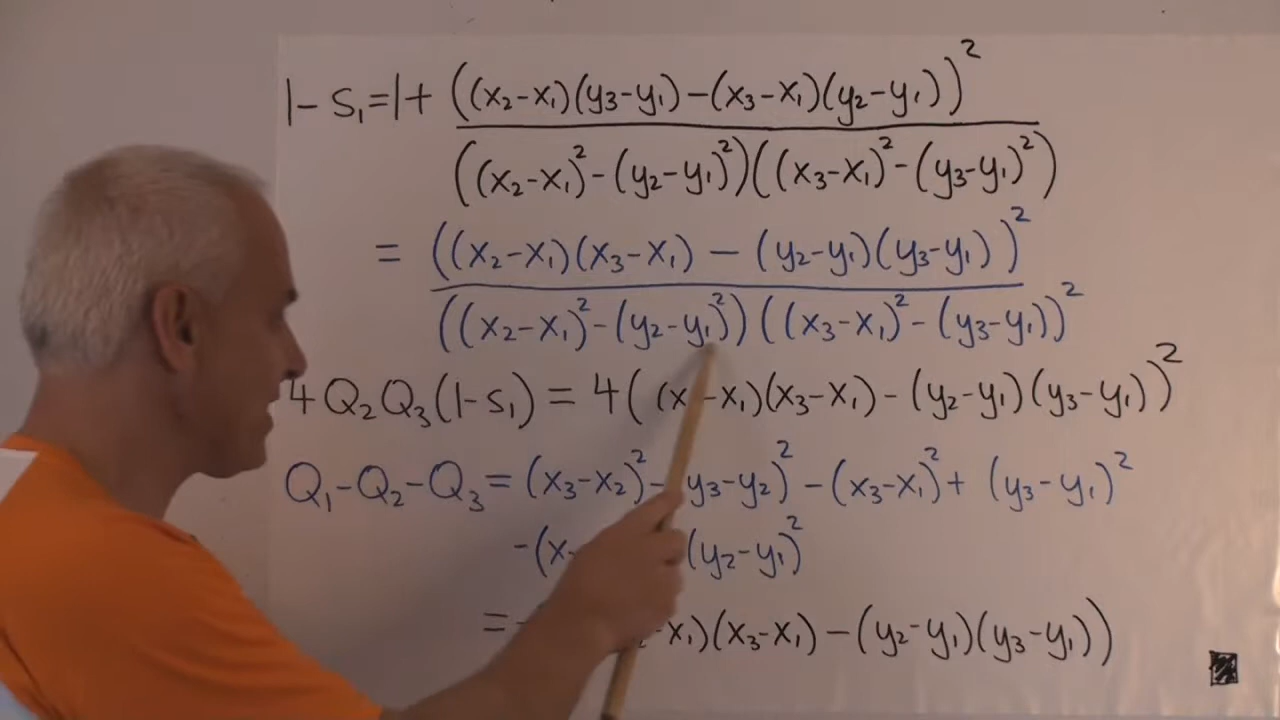 1 - s₁ = 1 + ((x₂-x₁)(y₃-y₁) - (x₃-x₁)(y₂-y₁))²
((x₂-x₁)² - (y₂-y₁)²)((x₃-x₁)² - (y₃-y₁)²)
= ((x₂-x₁)(x₃-x₁) - (y₂-y₁)(y₃-y₁))²
((x₂-x₁)² - (y₂-y₁)²)((x₃-x₁)² - (y₃-y₁))²
4Q₂Q₃(1-s₁) = 4((x -x₁)(x₃-x₁) - (y₂-y₁)(y₃-y₁))²
Q₁-Q₂-Q₃ = (x₃-x₂)² - y₃-y₂)² - (x₃-x₁)² + (y₃-y₁)²
-(x- (y₂-y₁)²
= - -x₁)(x₃-x₁) - (y₂-y₁)(y₃-y₁))